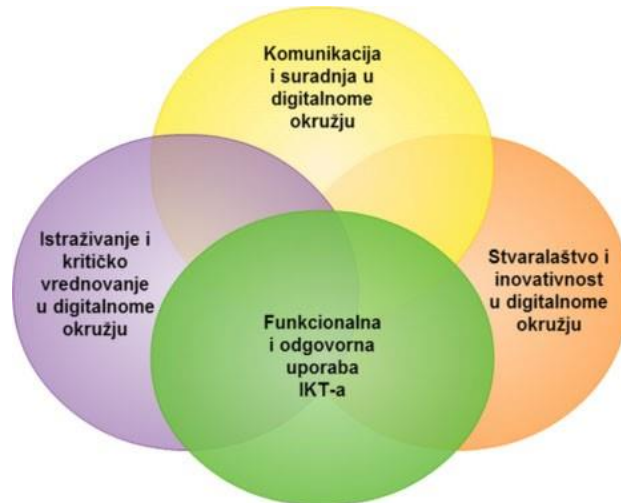 Komunikacija
i suradnja u
digitalnome
okružju
Istraživanje i
kritičko
vrednovanje
u digitalnome
okružju
Stvaralaštvo i
inovativnost
u digitalnome
okružju
Funkcionalna
i odgovorna
uporaba
IKT-a